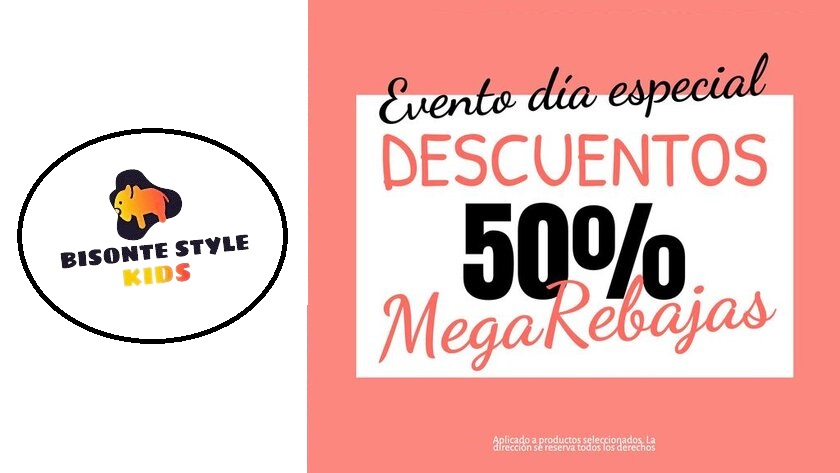 BISONTE STYLE
KIDS
Evento día especial
DESCUENTOS
50%
MegaRebajas
Aplicado a productos seleccionados, La
dirección se reserva todos los derechos